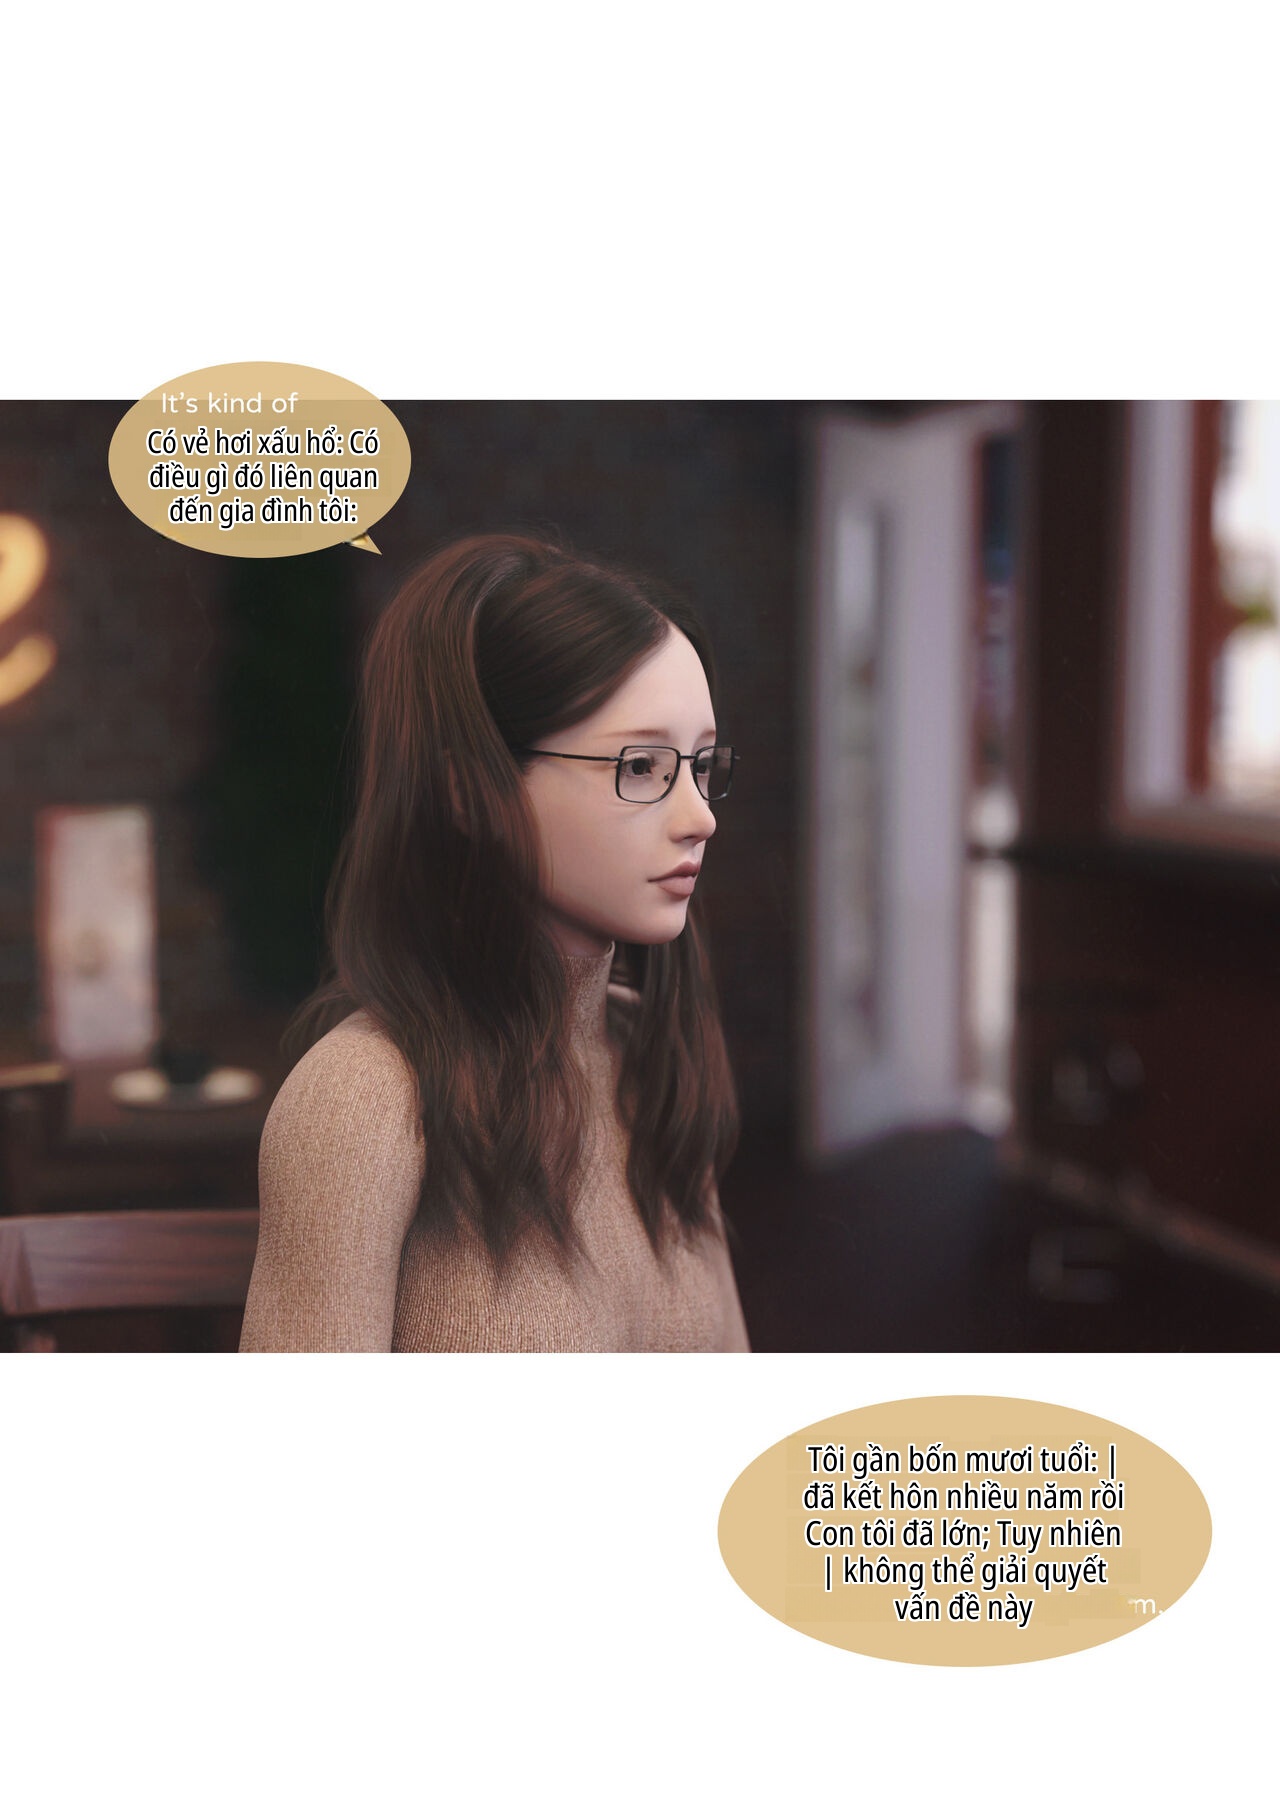 It's kind of
Có vẻ hơi xấu hổ: Có
điều gì đó liên quan
đến gia đình tôi:
Tôi gần bốn mươi tuổi: |
đã kết hôn nhiều năm rồi
Con tôi đã lớn; Tuy nhiên
| không thể giải quyết
vấn đề này
m.